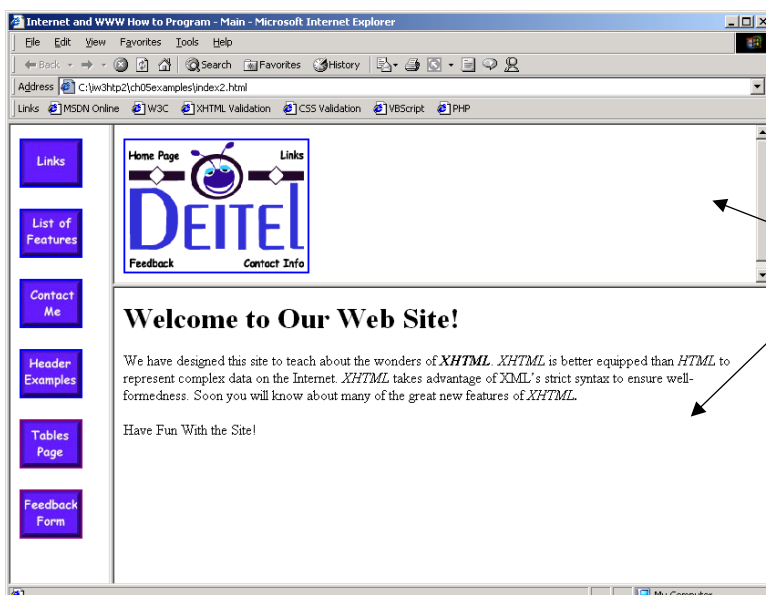 Internet and WWW How to Program - Main - Microsoft Internet Explorer
File Edit View Favorites Tools Help
Back Search Favorites History
Address C:\iw3htp2\ch05examples\index2.html
Links MSDN Online W3C XHTML Validation CSS Validation VBScript PHP
Links
List of
Features
Contact
Me
Header
Examples
Tables
Page
Feedback
Form
Home Page Links
DEITEL
Feedback Contact Info
Welcome to Our Web Site!
We have designed this site to teach about the wonders of XHTML. XHTML is better equipped than HTML to
represent complex data on the Internet. XHTML takes advantage of XML's strict syntax to ensure well-
formedness. Soon you will know about many of the great new features of XHTML.
Have Fun With the Site!
My Computer